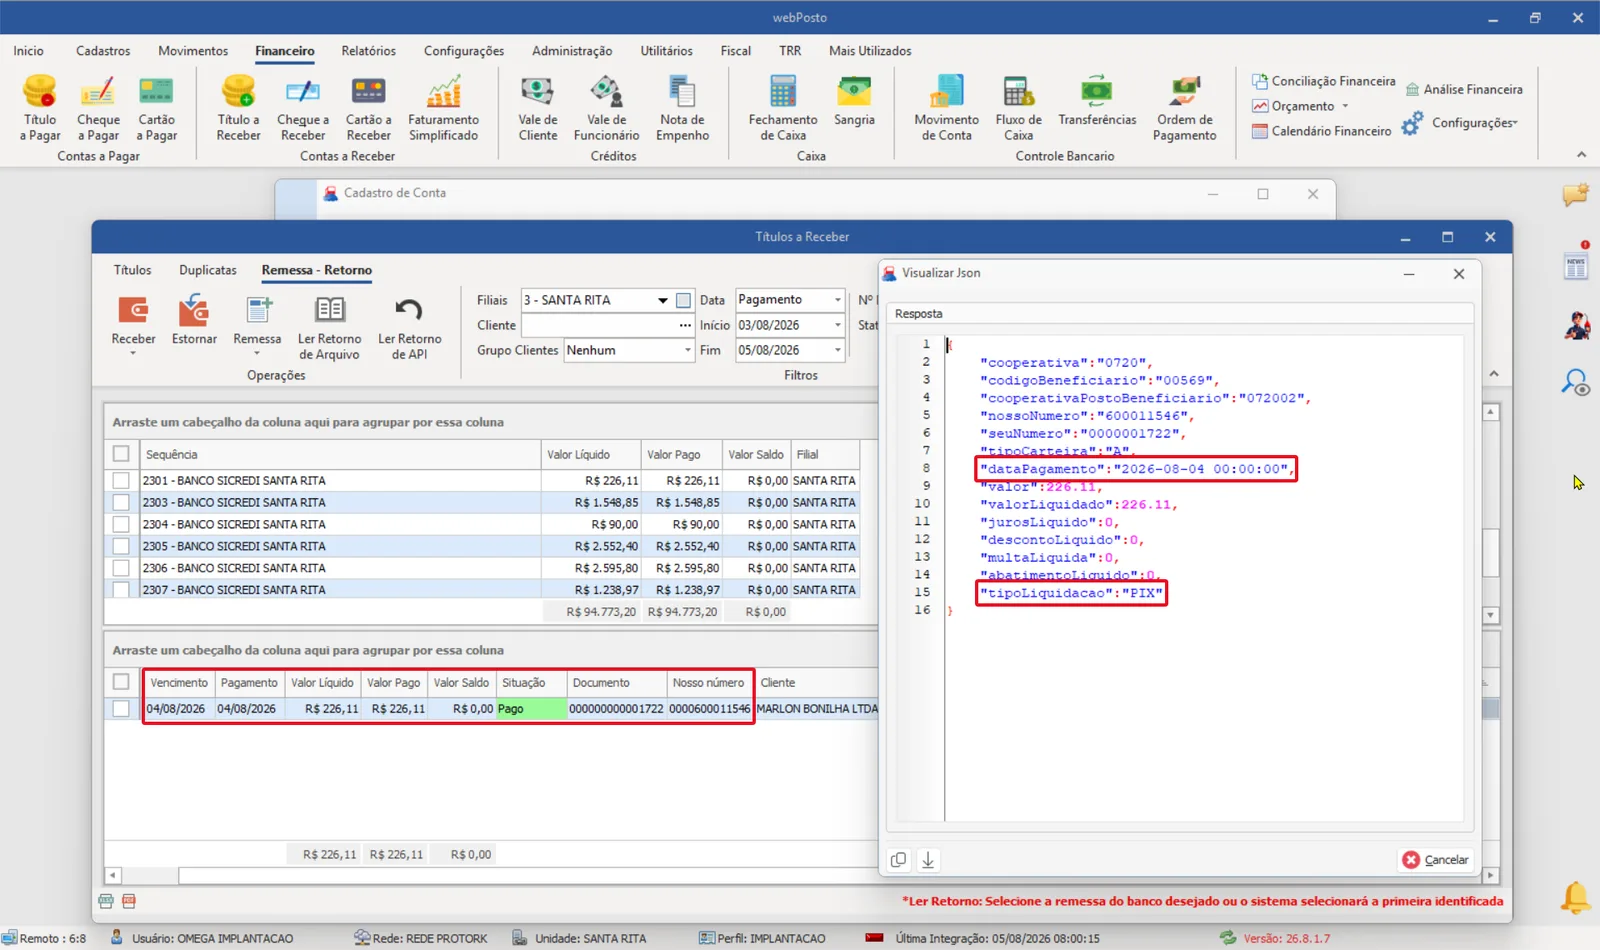 webPosto
Inicio Cadastros Movimentos Financeiro Relatórios Configurações Administração Utilitários Fiscal TRR Mais Utilizados
Título a Pagar
Cheque a Pagar
Cartão a Pagar
Contas a Pagar
Título a Receber
Cheque a Receber
Cartão a Receber
Faturamento Simplificado
Contas a Receber
Vale de Cliente
Vale de Funcionário
Nota de Empenho
Créditos
Fechamento de Caixa
Sangria
Caixa
Movimento de Conta
Fluxo de Caixa
Transferências
Ordem de Pagamento
Controle Bancario
Conciliação Financeira
Orçamento
Calendário Financeiro
Análise Financeira
Configurações
Cadastro de Conta
NEWS
Títulos a Receber
Títulos Duplicatas Remessa - Retorno
Receber
Estornar
Remessa
Ler Retorno de Arquivo
Ler Retorno de API
Operações
Filiais 3 - SANTA RITA Data Pagamento
Cliente ... Início 03/08/2026 Stat
Grupo Clientes Nenhum Fim 05/08/2026
Filtros
Arraste um cabeçalho da coluna aqui para agrupar por essa coluna
Sequência Valor Líquido Valor Pago Valor Saldo Filial
2301 - BANCO SICREDI SANTA RITA R$ 226,11 R$ 226,11 R$ 0,00 SANTA RITA
2303 - BANCO SICREDI SANTA RITA R$ 1.548,85 R$ 1.548,85 R$ 0,00 SANTA RITA
2304 - BANCO SICREDI SANTA RITA R$ 90,00 R$ 90,00 R$ 0,00 SANTA RITA
2305 - BANCO SICREDI SANTA RITA R$ 2.552,40 R$ 2.552,40 R$ 0,00 SANTA RITA
2306 - BANCO SICREDI SANTA RITA R$ 2.595,80 R$ 2.595,80 R$ 0,00 SANTA RITA
2307 - BANCO SICREDI SANTA RITA R$ 1.238,97 R$ 1.238,97 R$ 0,00 SANTA RITA
R$ 94.773,20 R$ 94.773,20 R$ 0,00
Arraste um cabeçalho da coluna aqui para agrupar por essa coluna
Vencimento Pagamento Valor Líquido Valor Pago Valor Saldo Situação Documento Nosso número Cliente
04/08/2026 04/08/2026 R$ 226,11 R$ 226,11 R$ 0,00 Pago 000000000001722 0000600011546 MARLON BONILHA LTDA
R$ 226,11 R$ 226,11 R$ 0,00
Visualizar Json
Resposta
1 {
2 "cooperativa":"0720",
3 "codigoBeneficiario":"00569",
4 "cooperativaPostoBeneficiario":"072002",
5 "nossoNumero":"600011546",
6 "seuNumero":"0000001722",
7 "tipoCarteira":"A",
8 "dataPagamento":"2026-08-04 00:00:00",
9 "valor":226.11,
10 "valorLiquidado":226.11,
11 "jurosLiquido":0,
12 "descontoLiquido":0,
13 "multaLiquida":0,
14 "abatimentoLiquido":0,
15 "tipoLiquidacao":"PIX"
16 }
Cancelar
*Ler Retorno: Selecione a remessa do banco desejado ou o sistema selecionará a primeira identificada
Remoto : 6:8 Usuário: OMEGA IMPLANTACAO Rede: REDE PROTORK Unidade: SANTA RITA Perfil: IMPLANTACAO Última Integração: 05/08/2026 08:00:15 Versão: 26.8.1.7